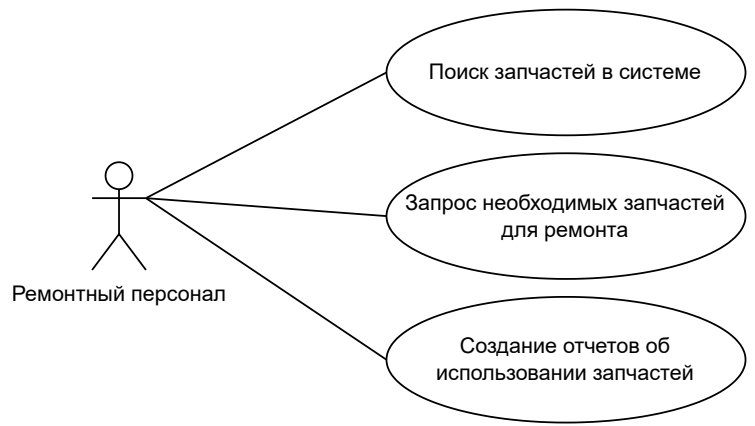 Поиск запчастей в системе
Запрос необходимых запчастей
для ремонта
Ремонтный персонал
Создание отчетов об
использовании запчастей